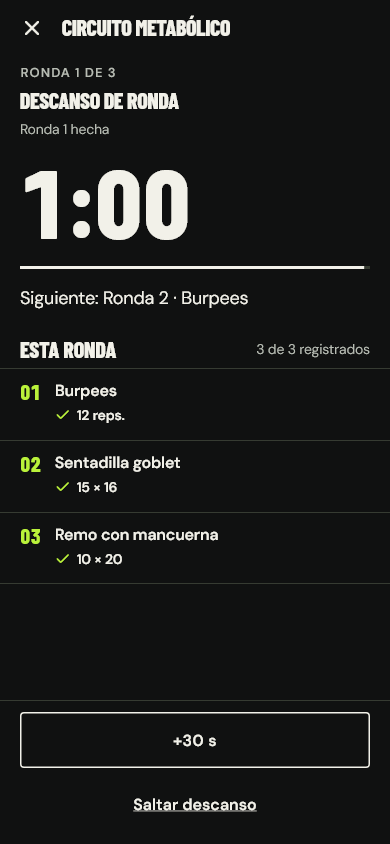 CIRCUITO METABÓLICO
RONDA 1 DE 3
DESCANSO DE RONDA
Ronda 1 hecha
1:00
Siguiente: Ronda 2 · Burpees
ESTA RONDA 3 de 3 registrados
01 Burpees
12 reps.
02 Sentadilla goblet
15 × 16
03 Remo con mancuerna
10 × 20
+30 s
Saltar descanso